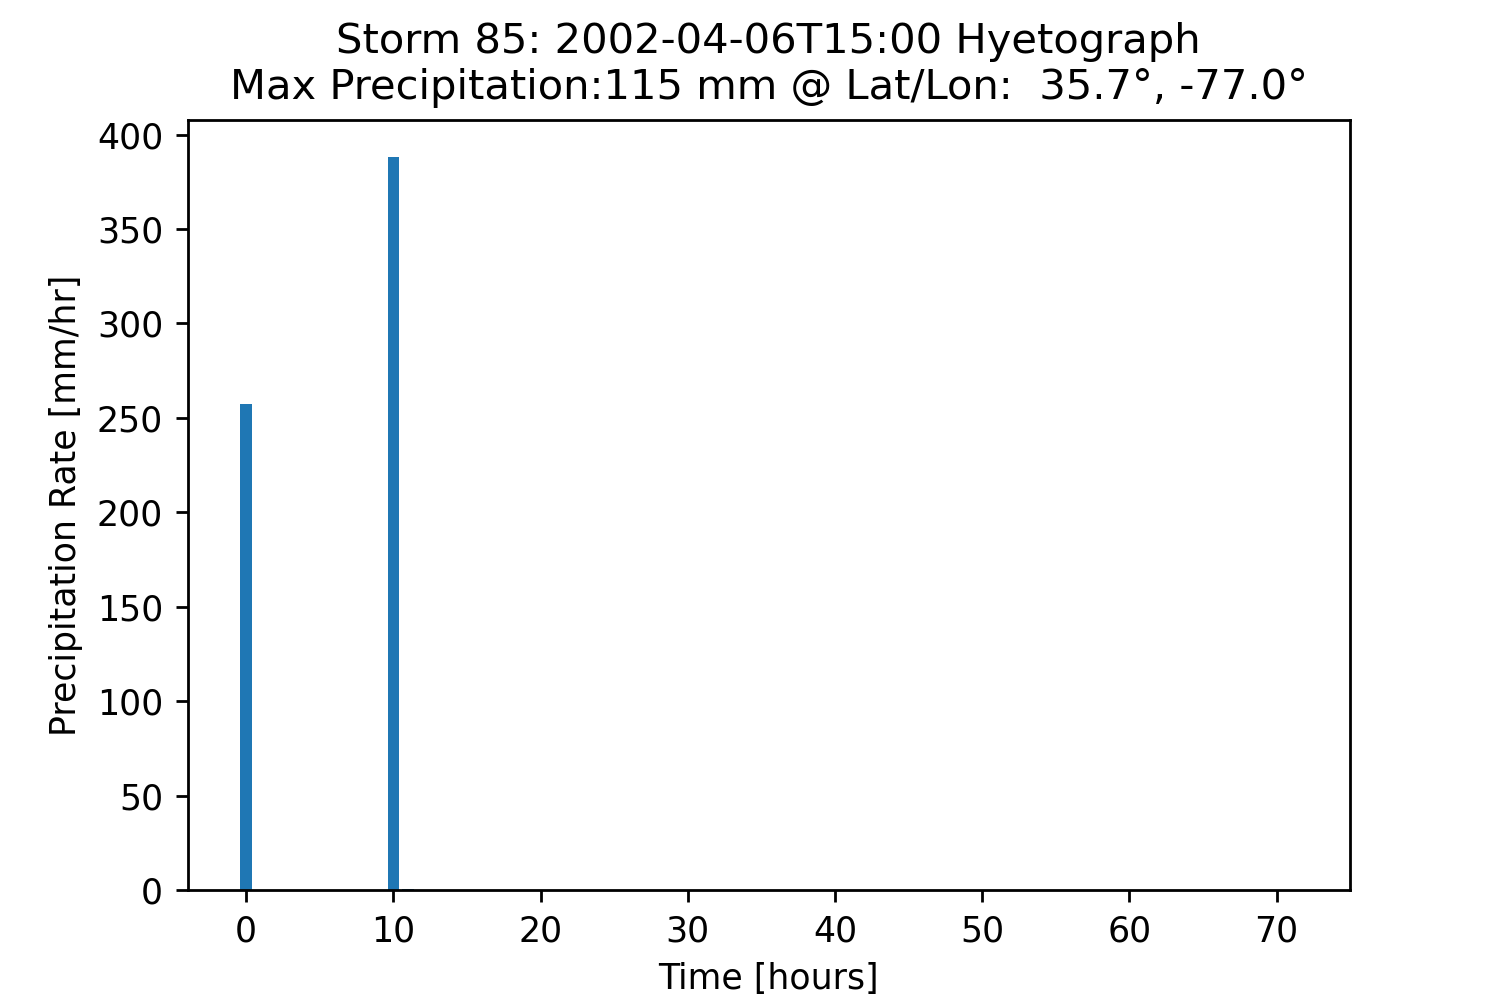 Storm 85: 2002-04-06T15:00 Hyetograph
Max Precipitation:115 mm @ Lat/Lon:  35.7°, -77.0°
400
350
300
250
200
150
100
50
0
Precipitation Rate [mm/hr]
0 10 20 30 40 50 60 70
Time [hours]